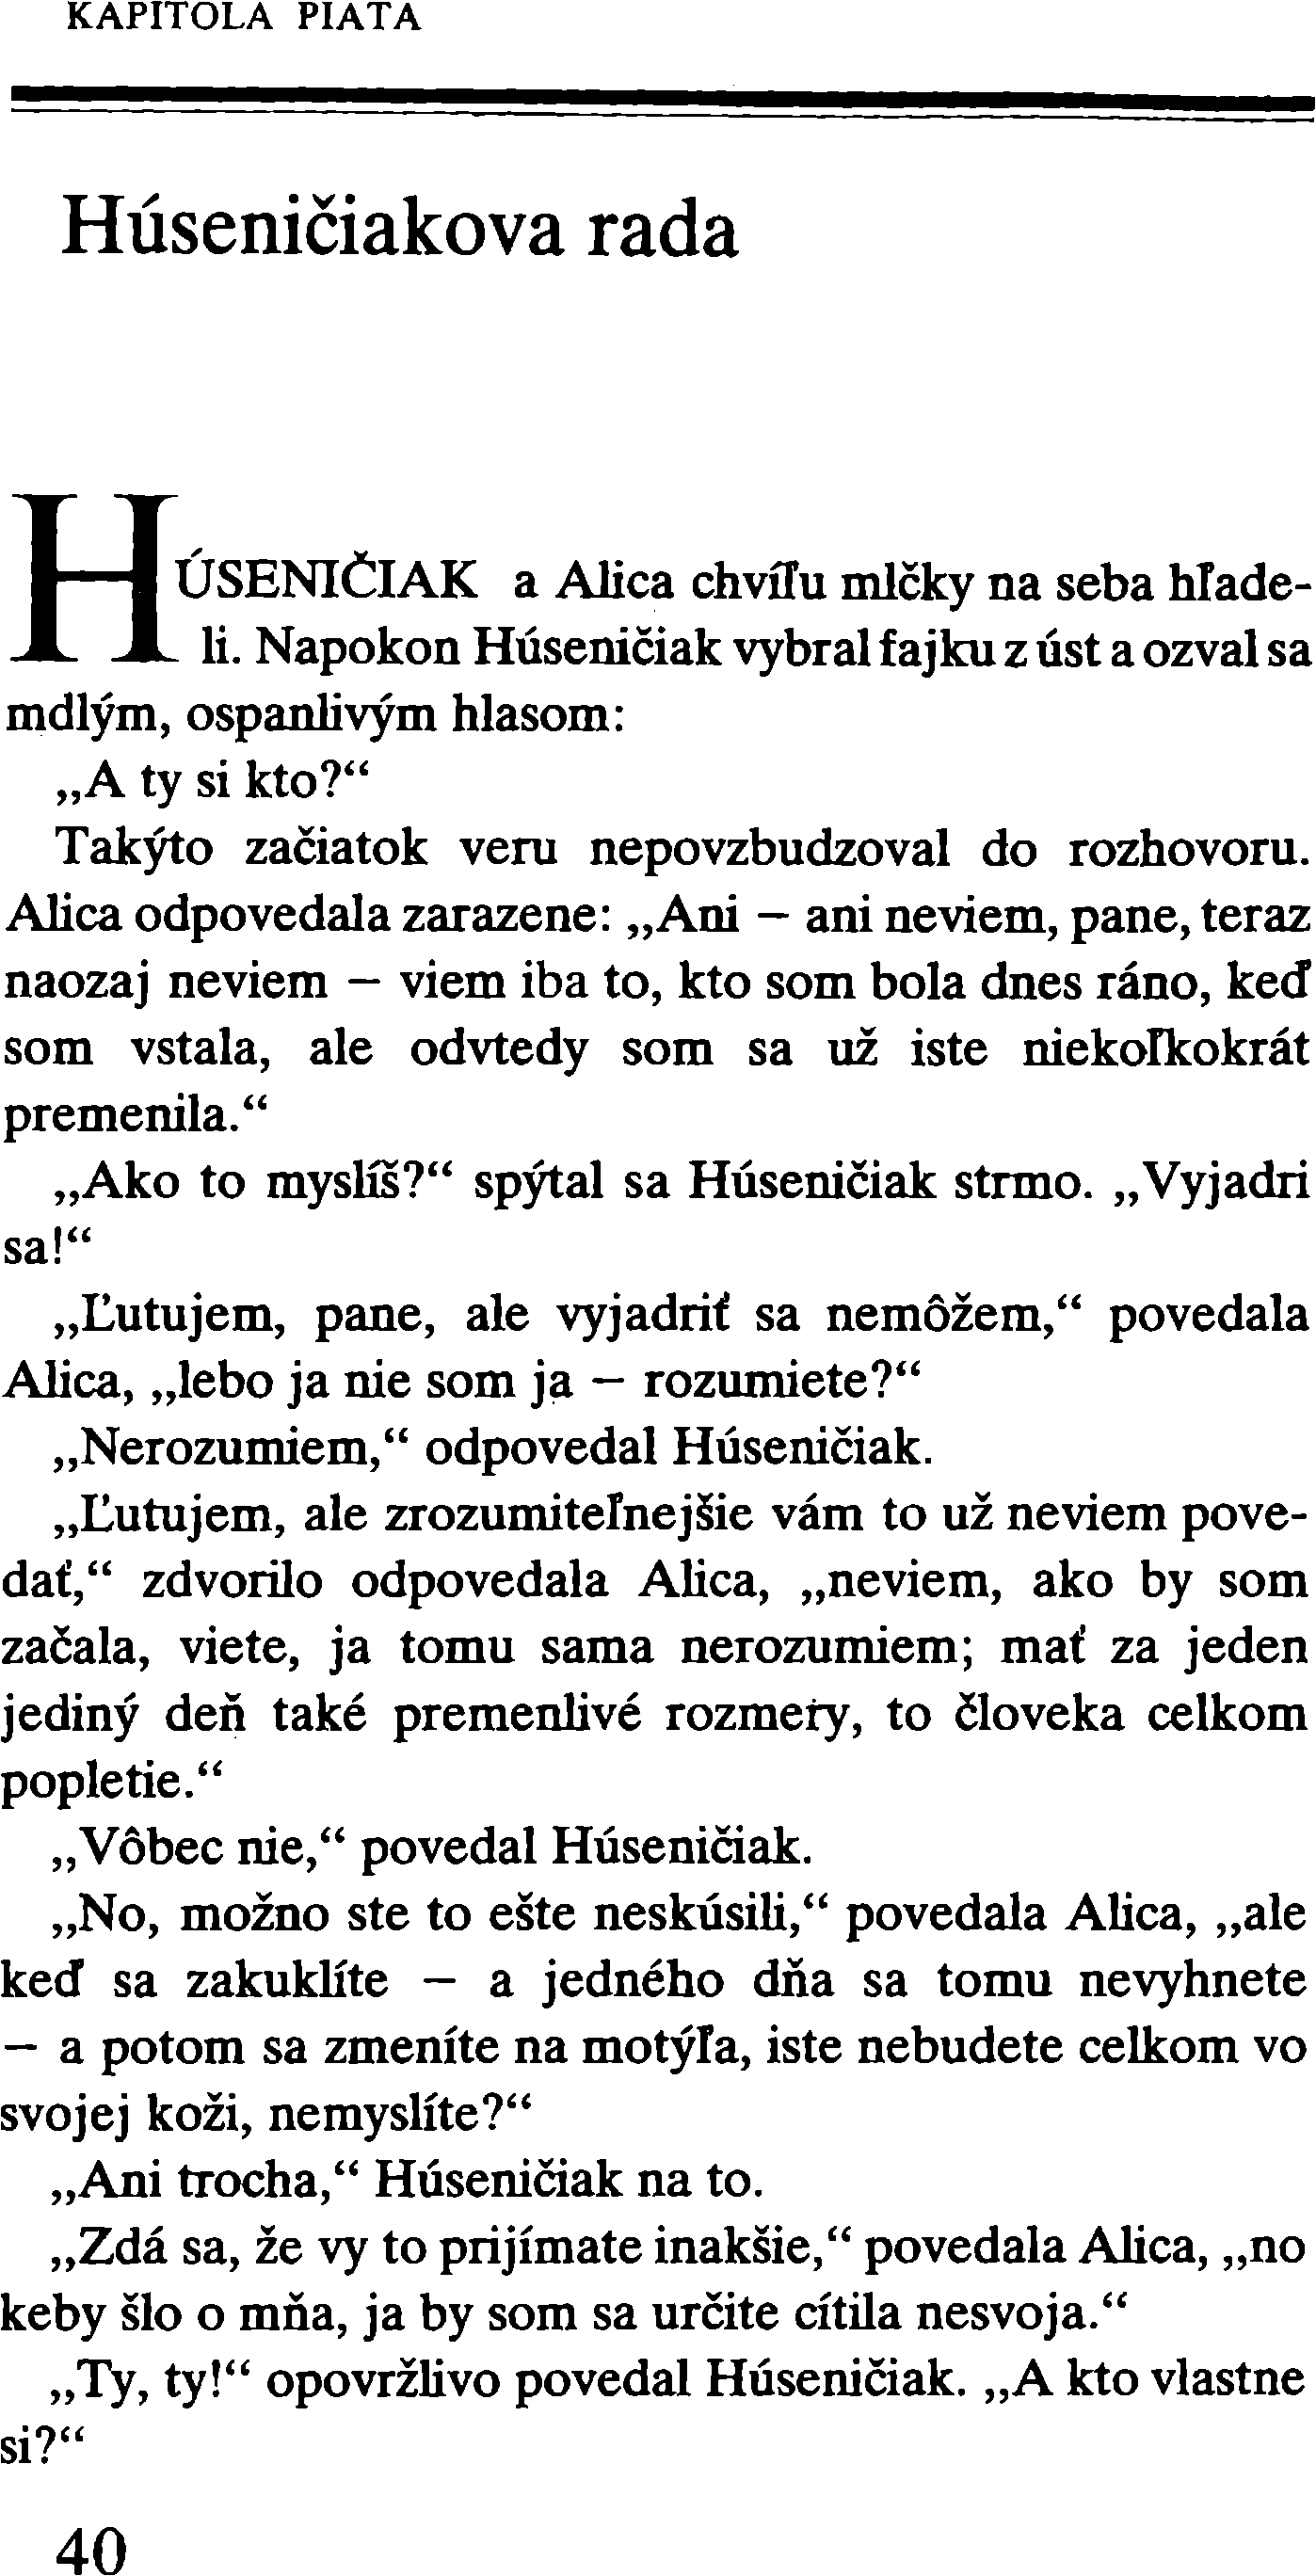 KAPITOLA PIATA
Húseničiakova rada
HÚSENIČIAK a Alica chvíľu mlčky na seba hľade-
li. Napokon Húseničiak vybral fajku z úst a ozval sa
mdlým, ospanlivým hlasom:
„A ty si kto?“
Takýto začiatok veru nepovzbudzoval do rozhovoru.
Alica odpovedala zarazene: „Ani – ani neviem, pane, teraz
naozaj neviem – viem iba to, kto som bola dnes ráno, keď
som vstala, ale odvtedy som sa už iste niekoľkokrát
premenila.“
„Ako to myslíš?“ spýtal sa Húseničiak strmo. „Vyjadri
sa!“
„Ľutujem, pane, ale vyjadriť sa nemôžem,“ povedala
Alica, „lebo ja nie som ja – rozumiete?“
„Nerozumiem,“ odpovedal Húseničiak.
„Ľutujem, ale zrozumiteľnejšie vám to už neviem pove-
dať,“ zdvorilo odpovedala Alica, „neviem, ako by som
začala, viete, ja tomu sama nerozumiem; mať za jeden
jediný deň také premenlivé rozmery, to človeka celkom
popletie.“
„Vôbec nie,“ povedal Húseničiak.
„No, možno ste to ešte neskúsili,“ povedala Alica, „ale
keď sa zakuklíte – a jedného dňa sa tomu nevyhnete
– a potom sa zmeníte na motýľa, iste nebudete celkom vo
svojej koži, nemyslíte?“
„Ani trocha,“ Húseničiak na to.
„Zdá sa, že vy to prijímate inakšie,“ povedala Alica, „no
keby šlo o mňa, ja by som sa určite cítila nesvoja.“
„Ty, ty!“ opovržlivo povedal Húseničiak. „A kto vlastne
si?“
40